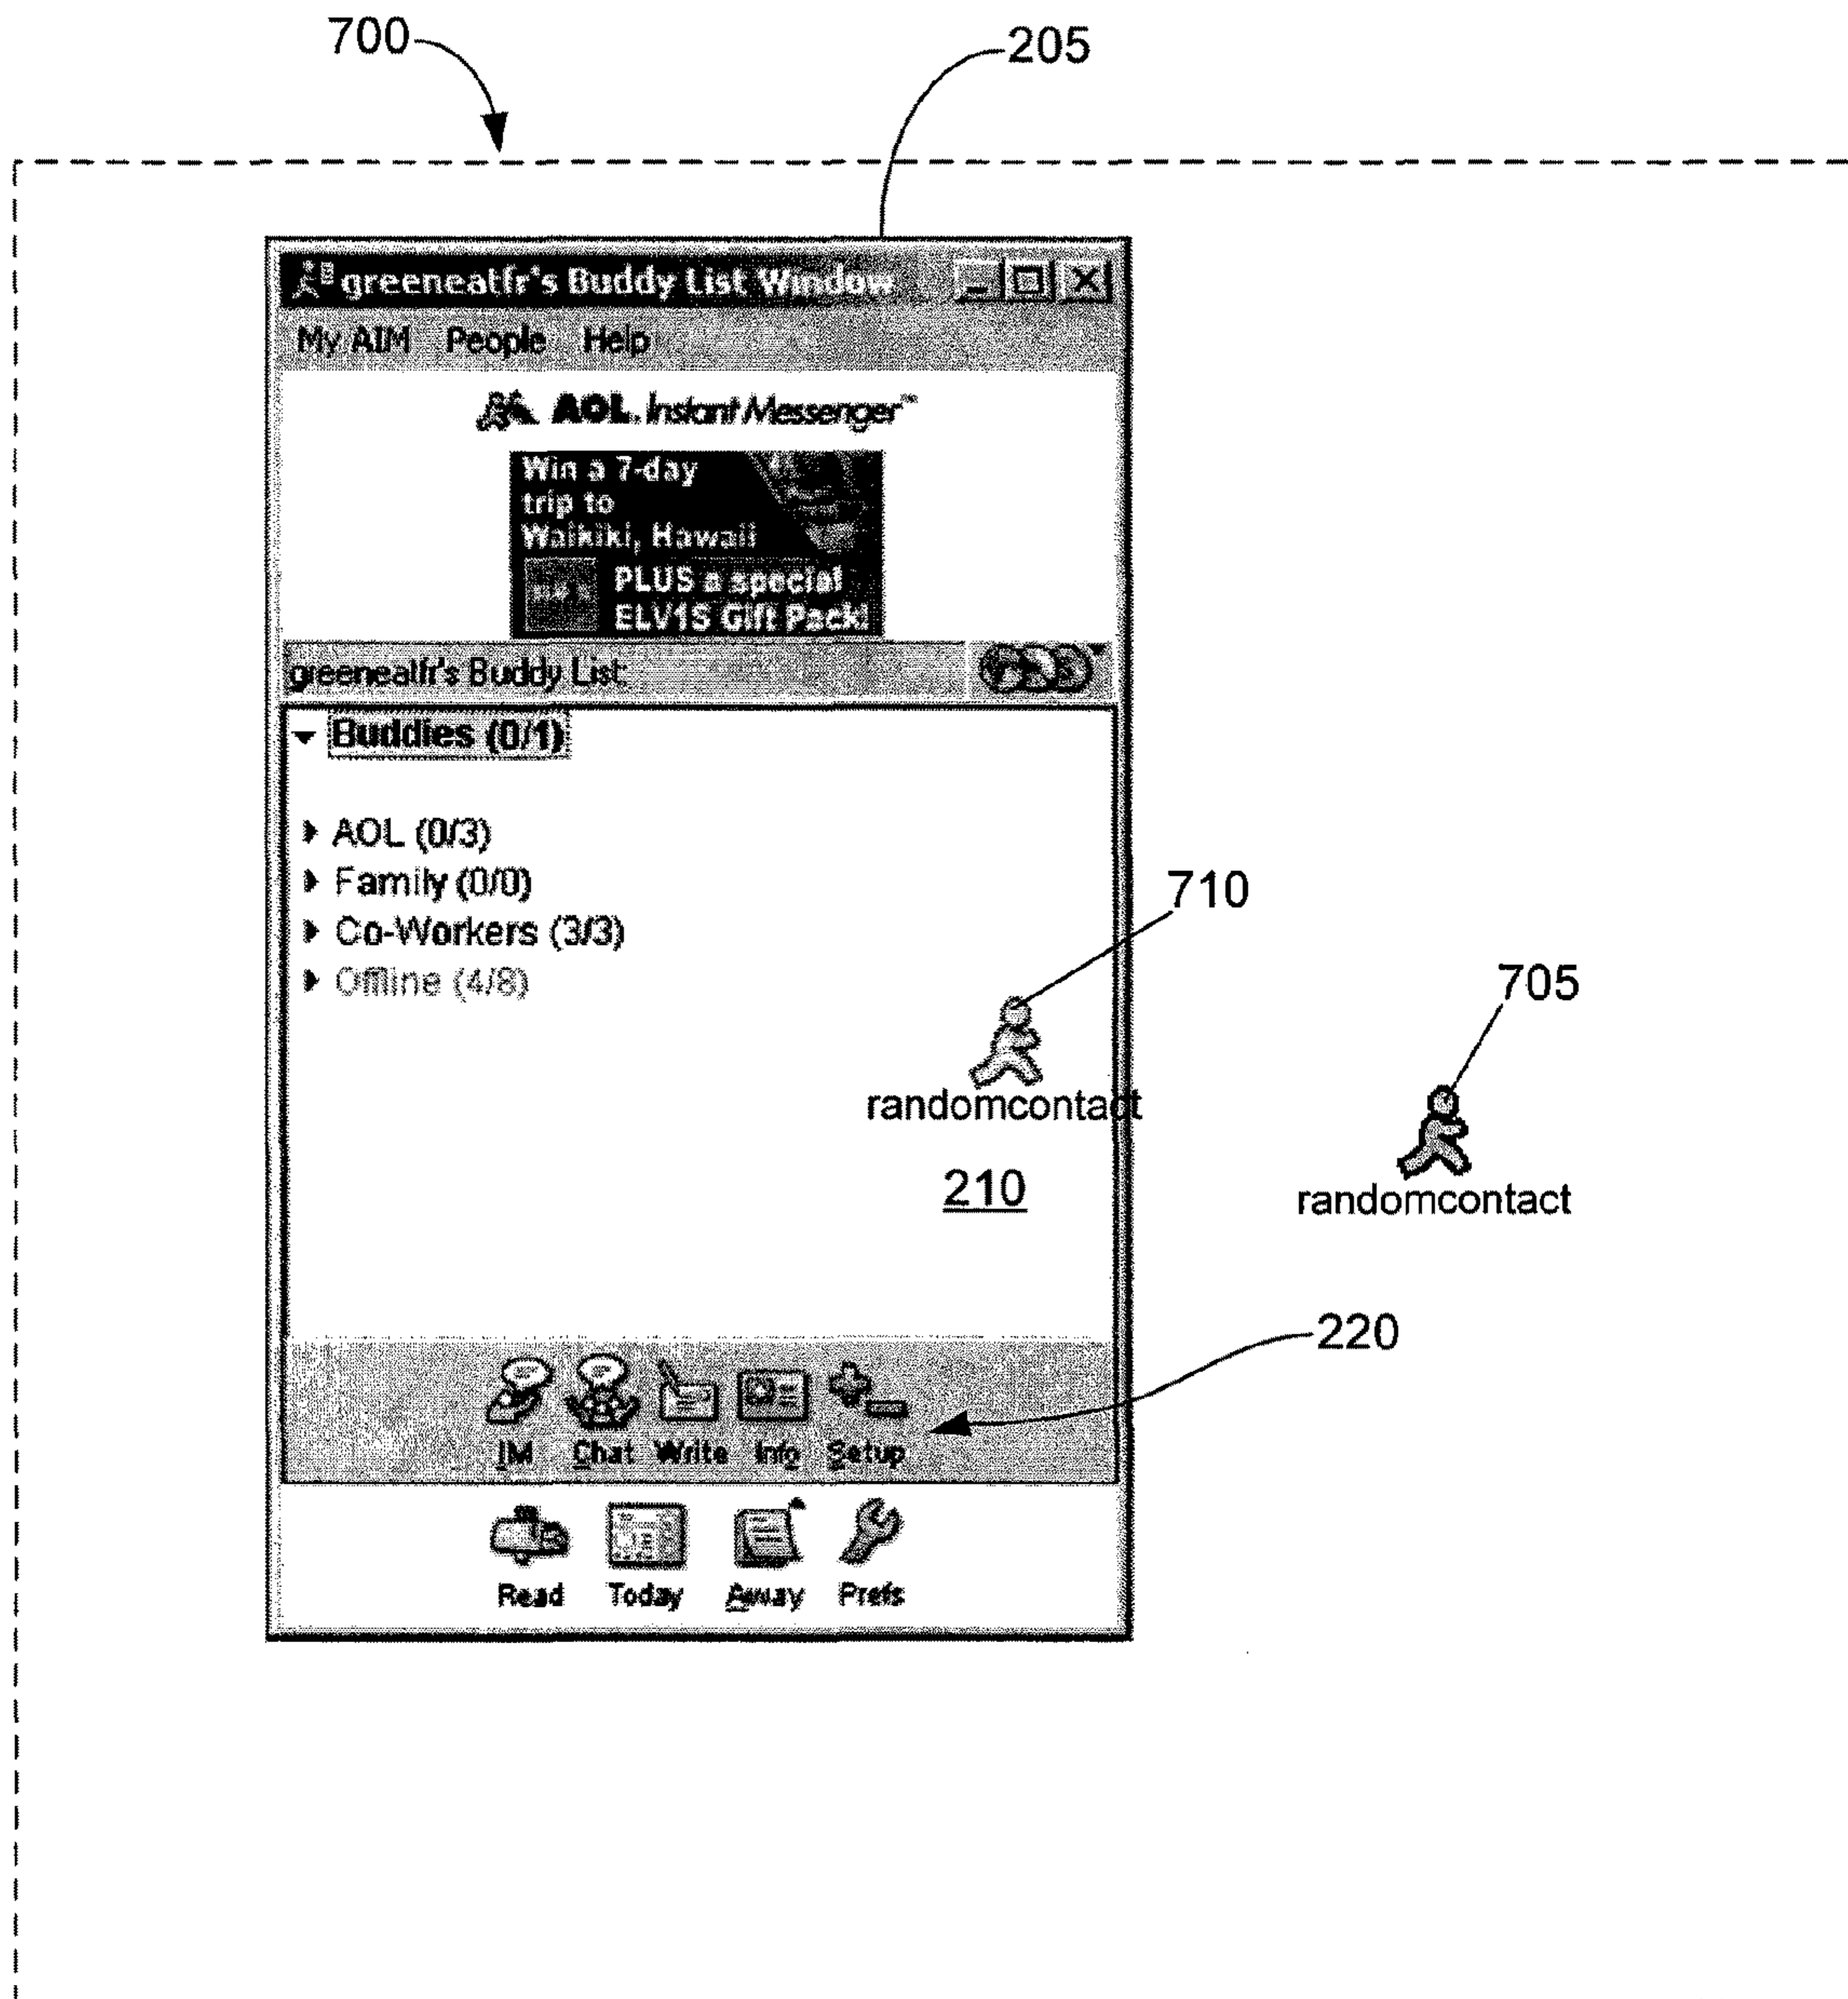 700
205
greeneatfr's Buddy List Window
My AIM People Help
AOL Instant Messenger™
Win a 7-day
trip to
Waikiki, Hawaii
PLUS a special
ELV1S Gift Pack!
greeneatfr's Buddy List:
Buddies (0/1)
AOL (0/3)
Family (0/0)
Co-Workers (3/3)
Offline (4/8)
710
705
randomcontact
randomcontact
210
220
IM Chat Write Info Setup
Read Today Away Prefs